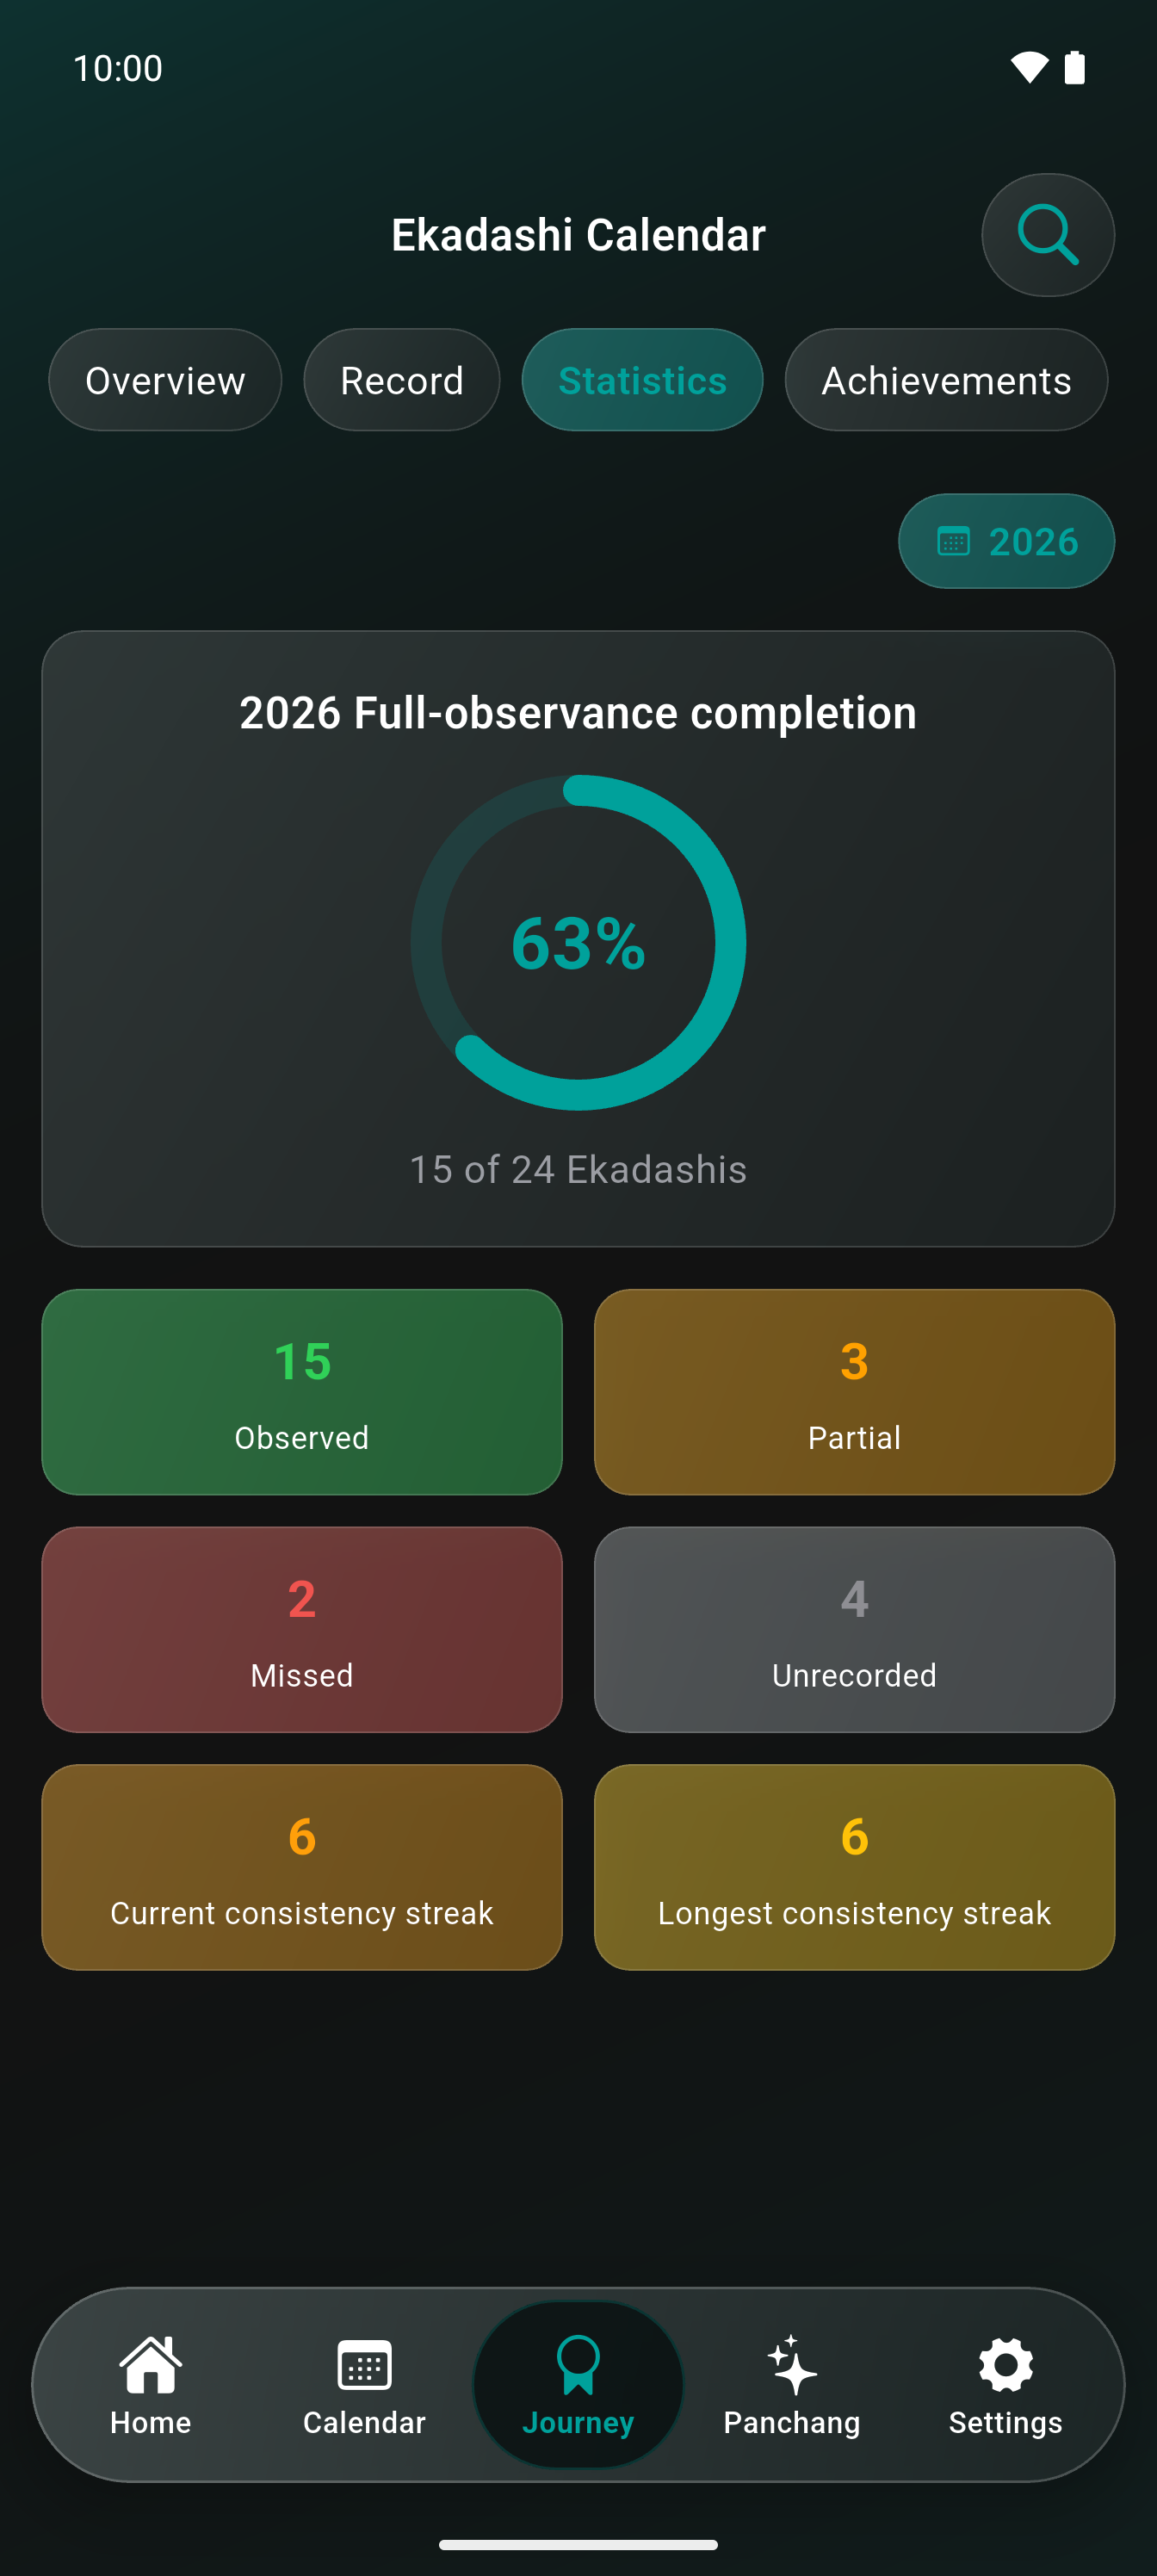 10:00
Ekadashi Calendar
Overview
Record
Statistics
Achievements
2026
2026 Full-observance completion
63%
15 of 24 Ekadashis
15
Observed
3
Partial
2
Missed
4
Unrecorded
6
Current consistency streak
6
Longest consistency streak
Home
Calendar
Journey
Panchang
Settings